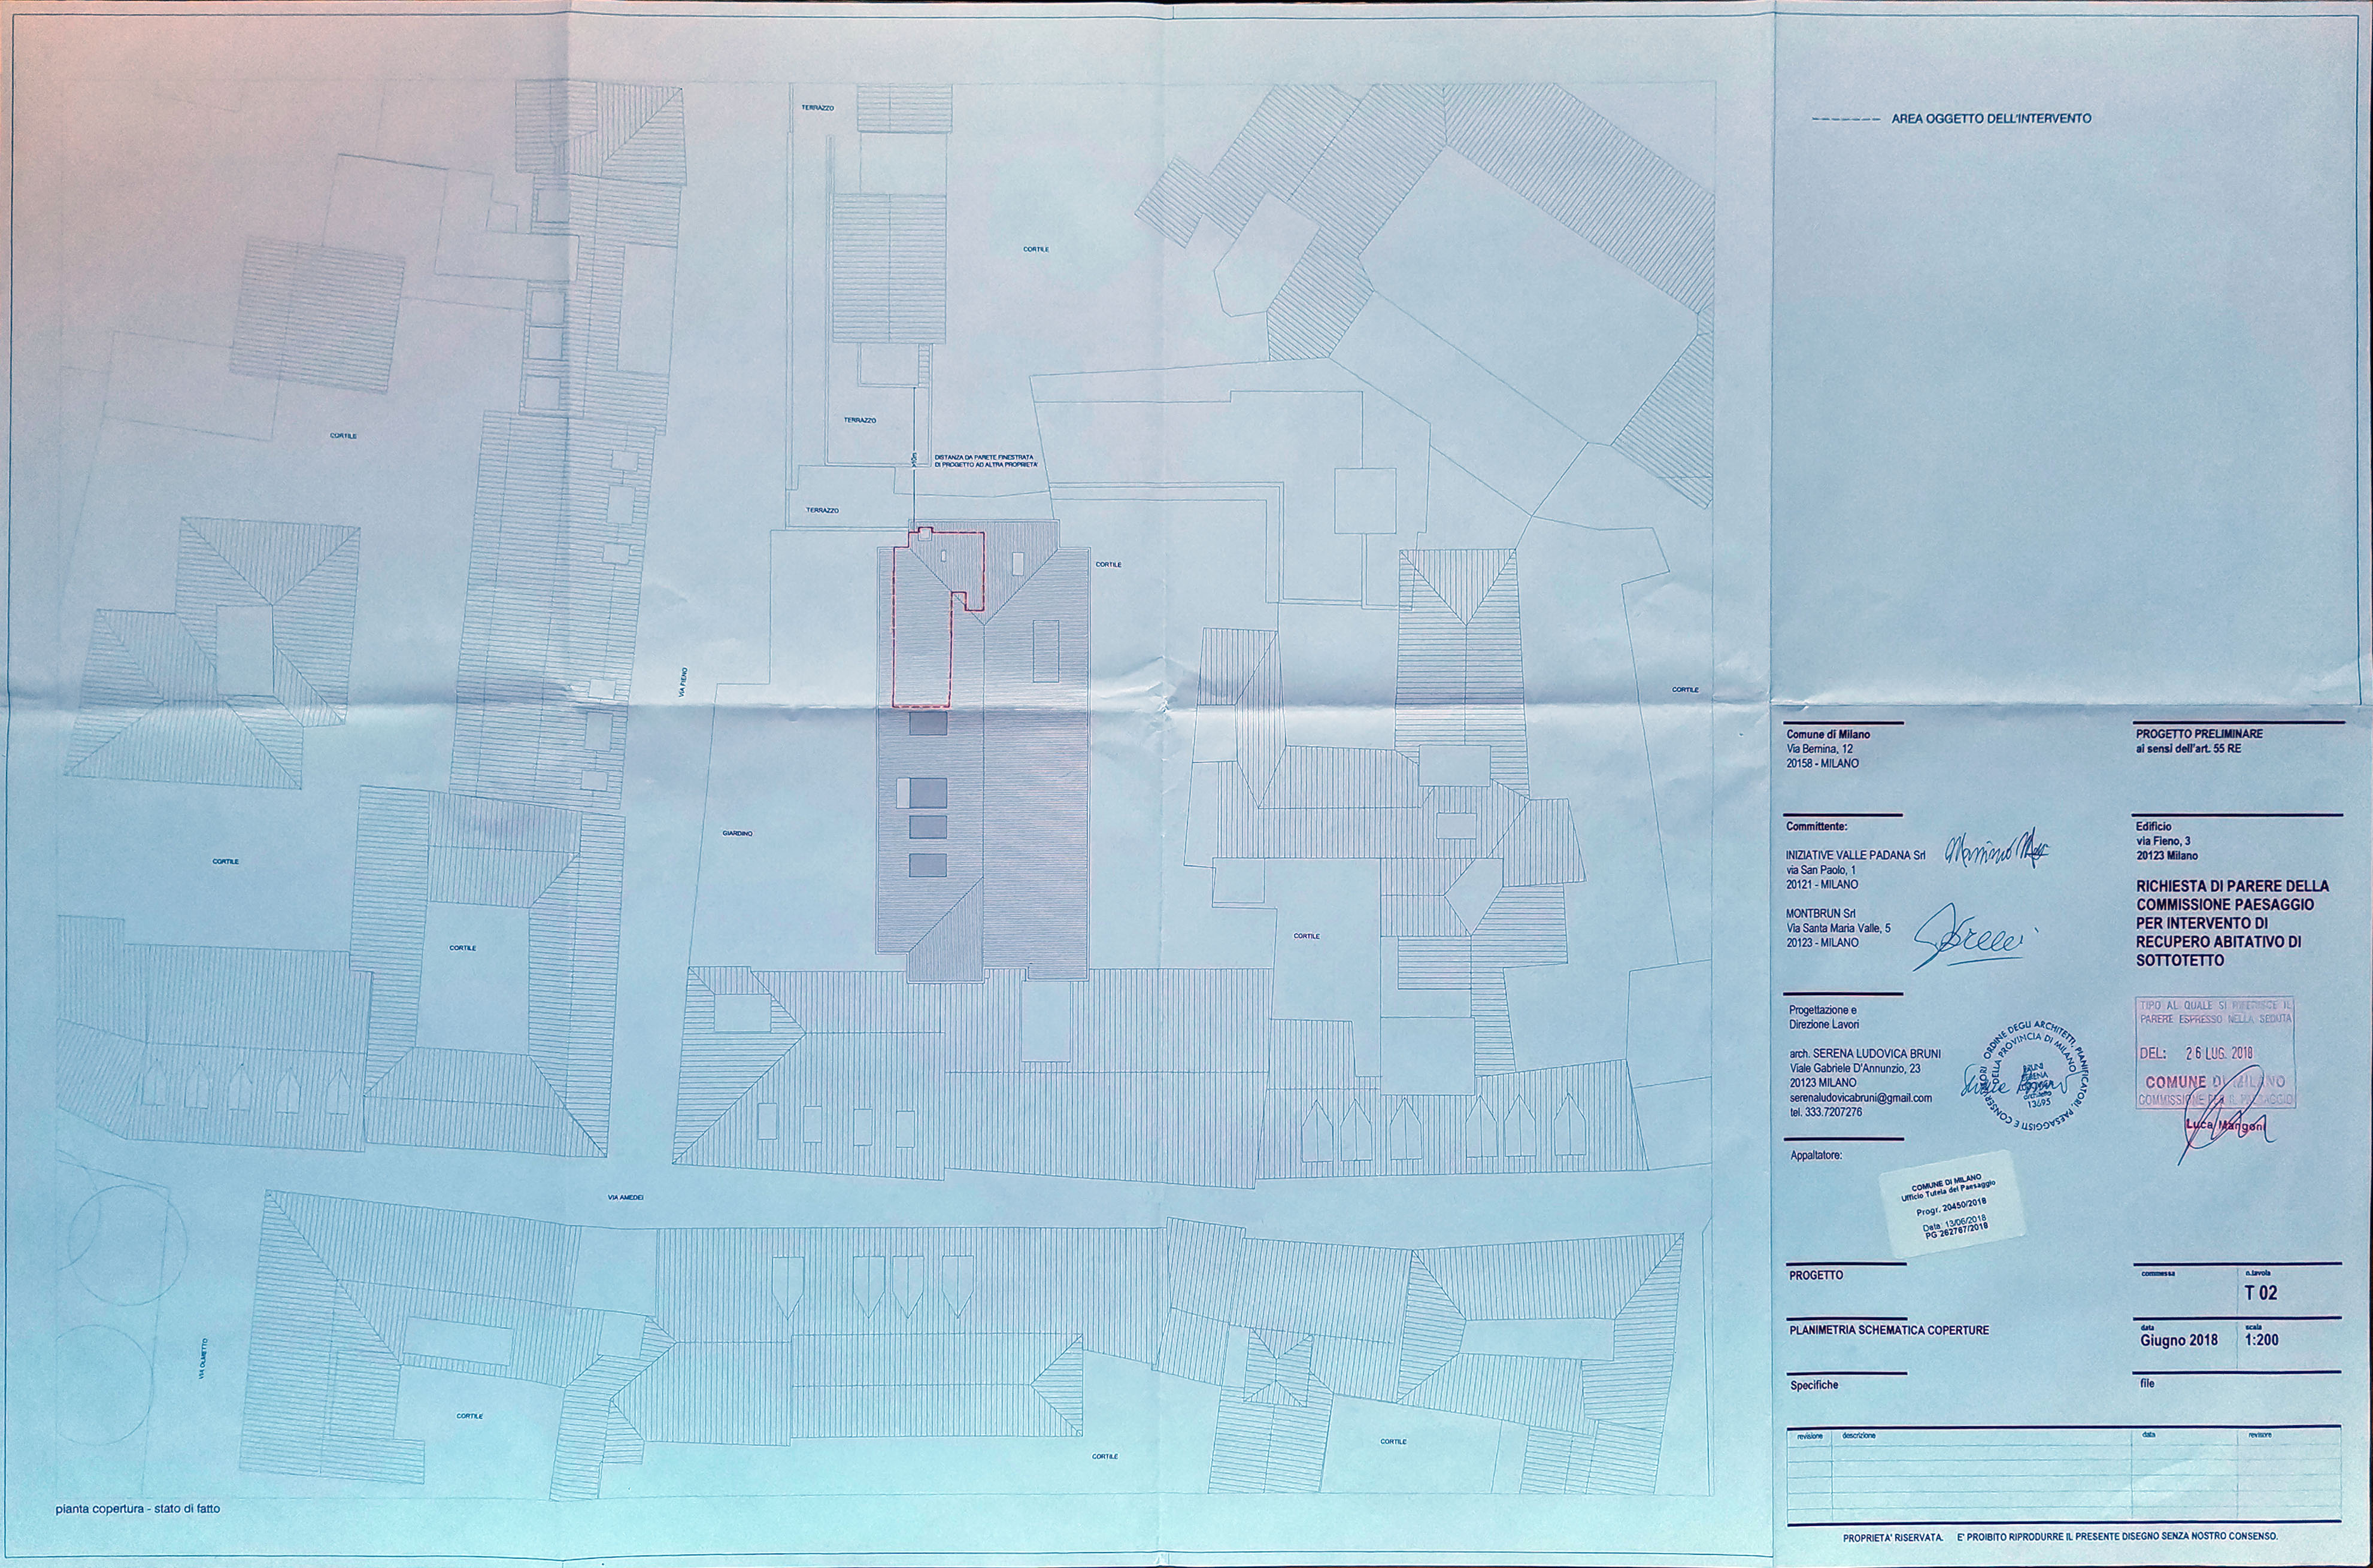 TERRAZZO
AREA OGGETTO DELL'INTERVENTO
CORTILE
TERRAZZO
CORTILE
DISTANZA DA PARETE FINESTRATA
DI PROGETTO AD ALTRA PROPRIETA'
TERRAZZO
CORTILE
VIA FIENO
CORTILE
GIARDINO
CORTILE
CORTILE
CORTILE
VIA AMEDEI
VIA OLMETTO
CORTILE
CORTILE
CORTILE
pianta copertura - stato di fatto
Comune di Milano
Via Bernina, 12
20158 - MILANO
PROGETTO PRELIMINARE
ai sensi dell'art. 55 RE
Committente:
INIZIATIVE VALLE PADANA Srl
via San Paolo, 1
20121 - MILANO
MONTBRUN Srl
Via Santa Maria Valle, 5
20123 - MILANO
Edificio
via Fieno, 3
20123 Milano
RICHIESTA DI PARERE DELLA
COMMISSIONE PAESAGGIO
PER INTERVENTO DI
RECUPERO ABITATIVO DI
SOTTOTETTO
Progettazione e
Direzione Lavori
arch. SERENA LUDOVICA BRUNI
Viale Gabriele D'Annunzio, 23
20123 MILANO
serenaludovicabruni@gmail.com
tel. 333.7207276
ORDINE DEGLI ARCHITETTI, PIANIFICATORI, PAESAGGISTI E CONSERVATORI
DELLA PROVINCIA DI MILANO
BRUNI
SERENA
LUDOVICA
architetto
13695
TIPO AL QUALE SI RIFERISCE IL
PARERE ESPRESSO NELLA SEDUTA
DEL: 26 LUG. 2018
COMUNE DI MILANO
COMMISSIONE PER IL PAESAGGIO
Luca Mangoni
Appaltatore:
COMUNE DI MILANO
Ufficio Tutela del Paesaggio
Progr. 20450/2018
Data 13/06/2018
PG 262767/2018
PROGETTO
commessa
n.tavola
T 02
PLANIMETRIA SCHEMATICA COPERTURE
data
Giugno 2018
scala
1:200
Specifiche
file
revisione
descrizione
data
revisore
PROPRIETA' RISERVATA. E' PROIBITO RIPRODURRE IL PRESENTE DISEGNO SENZA NOSTRO CONSENSO.